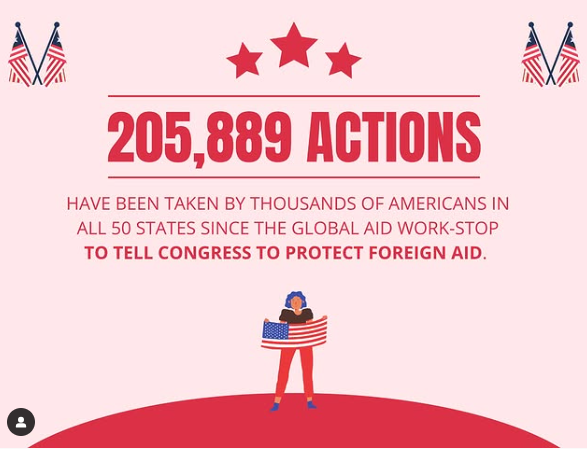 205,889 ACTIONS
HAVE BEEN TAKEN BY THOUSANDS OF AMERICANS IN
ALL 50 STATES SINCE THE GLOBAL AID WORK-STOP
TO TELL CONGRESS TO PROTECT FOREIGN AID.